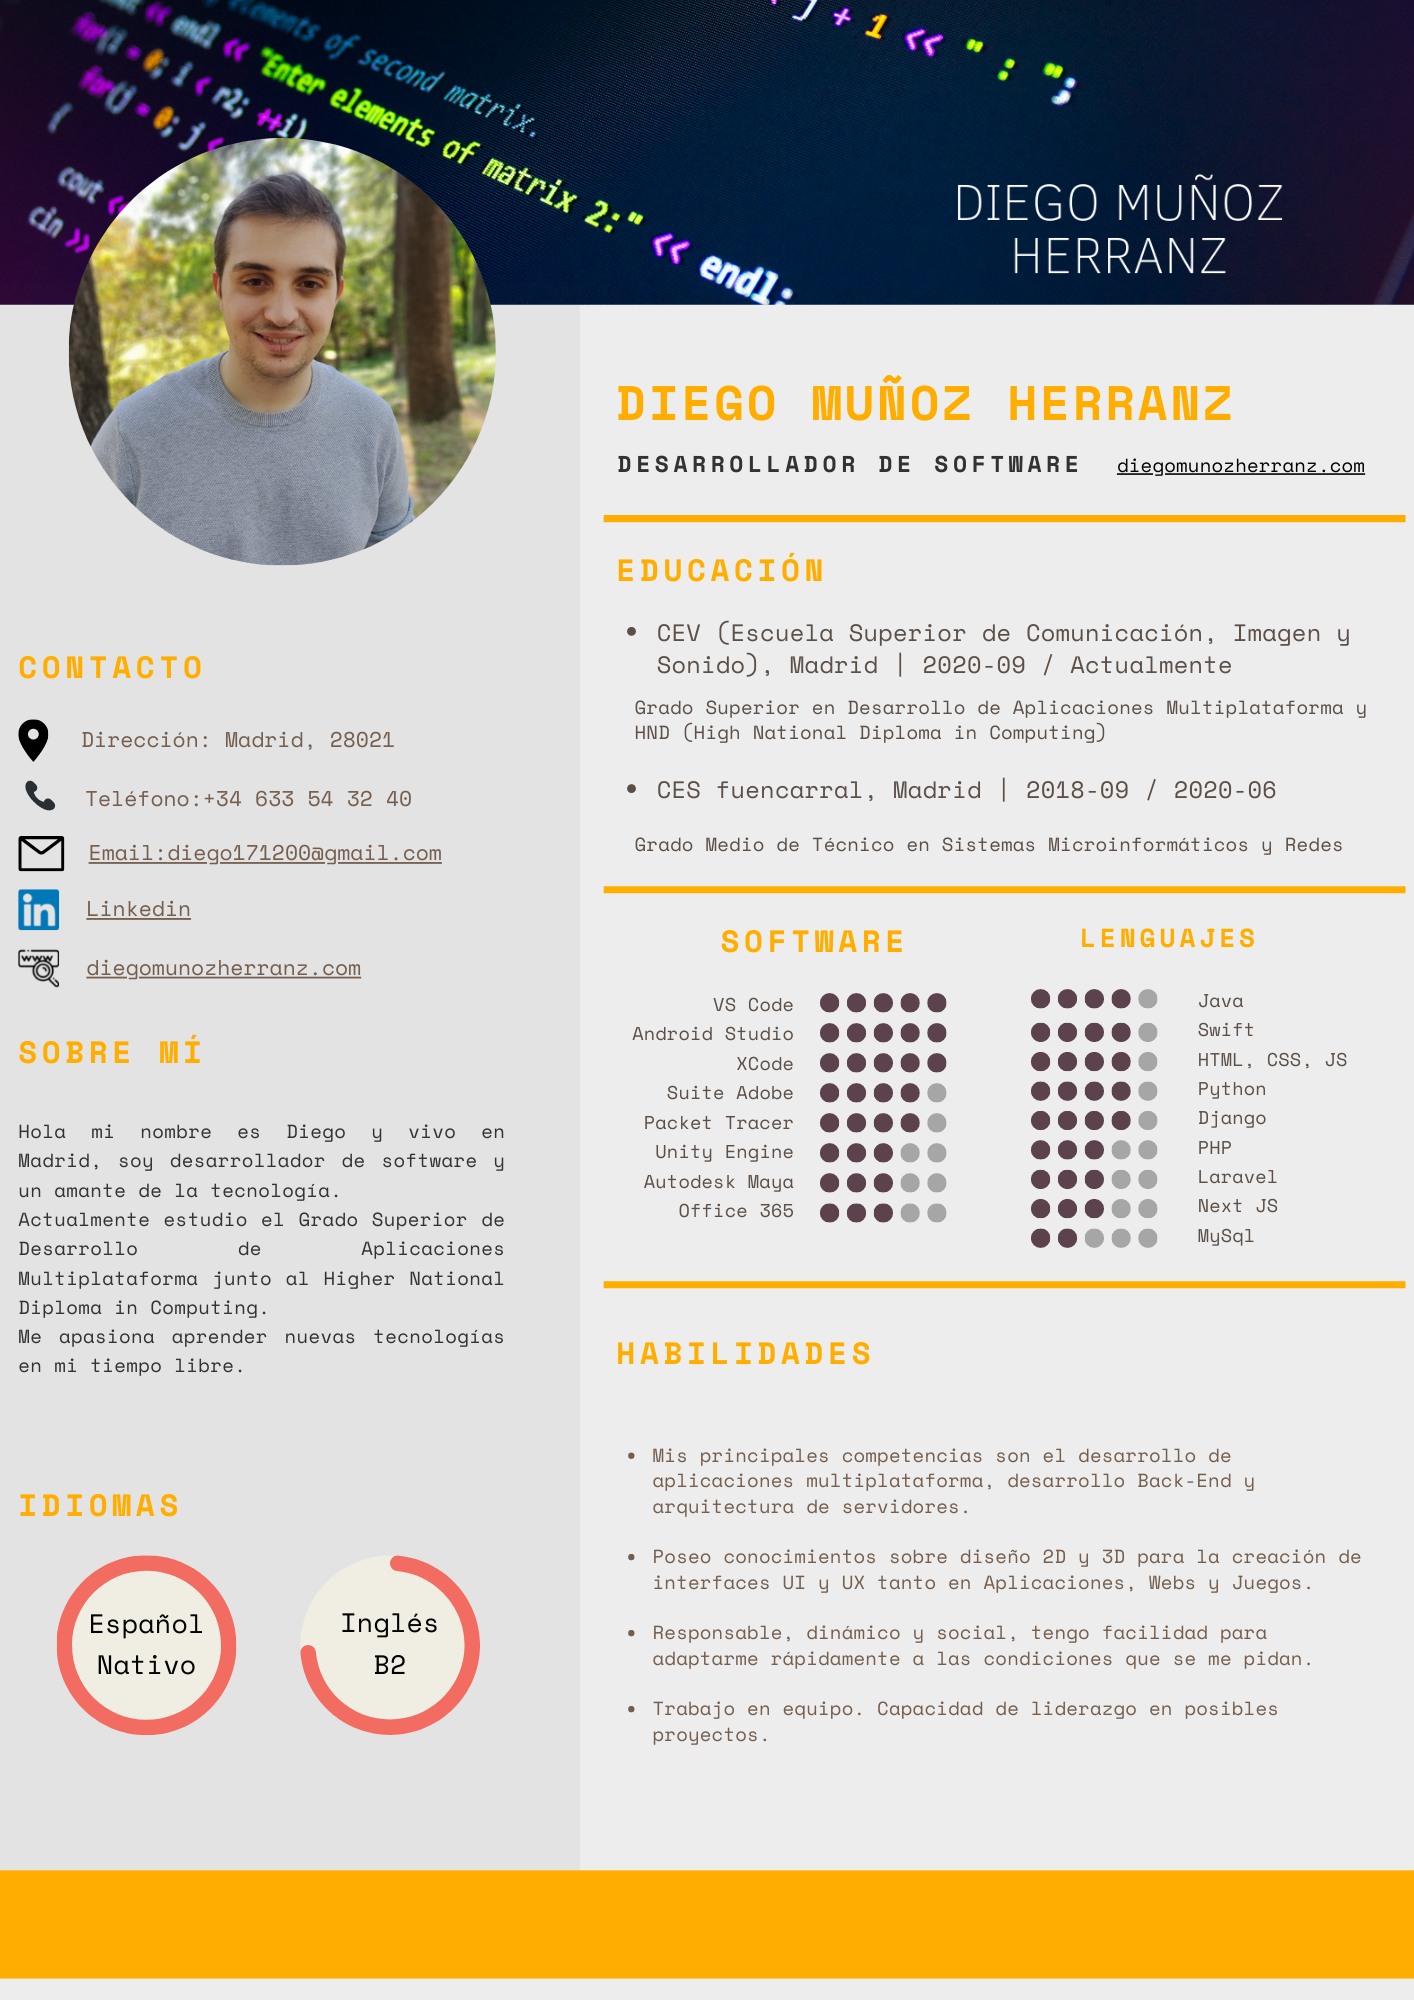 elements of second matrix.
<< endl << "Enter elements of matrix 2:" << endl;
for(i = 0; i < r2; ++i)
for(j = 0; j <
{
cout <<
cin >>
j + 1 << " : ";
DIEGO MUÑOZ
HERRANZ
DIEGO MUÑOZ HERRANZ
DESARROLLADOR DE SOFTWARE diegomunozherranz.com
EDUCACIÓN
• CEV (Escuela Superior de Comunicación, Imagen y
Sonido), Madrid | 2020-09 / Actualmente
Grado Superior en Desarrollo de Aplicaciones Multiplataforma y
HND (High National Diploma in Computing)
• CES fuencarral, Madrid | 2018-09 / 2020-06
Grado Medio de Técnico en Sistemas Microinformáticos y Redes
CONTACTO
Dirección: Madrid, 28021
Teléfono:+34 633 54 32 40
Email:diego171200@gmail.com
in
Linkedin
www
diegomunozherranz.com
SOBRE MÍ
Hola mi nombre es Diego y vivo en
Madrid, soy desarrollador de software y
un amante de la tecnología.
Actualmente estudio el Grado Superior de
Desarrollo de Aplicaciones
Multiplataforma junto al Higher National
Diploma in Computing.
Me apasiona aprender nuevas tecnologías
en mi tiempo libre.
IDIOMAS
Español
Nativo
Inglés
B2
SOFTWARE
VS Code
Android Studio
XCode
Suite Adobe
Packet Tracer
Unity Engine
Autodesk Maya
Office 365
LENGUAJES
Java
Swift
HTML, CSS, JS
Python
Django
PHP
Laravel
Next JS
MySql
HABILIDADES
• Mis principales competencias son el desarrollo de
aplicaciones multiplataforma, desarrollo Back-End y
arquitectura de servidores.
• Poseo conocimientos sobre diseño 2D y 3D para la creación de
interfaces UI y UX tanto en Aplicaciones, Webs y Juegos.
• Responsable, dinámico y social, tengo facilidad para
adaptarme rápidamente a las condiciones que se me pidan.
• Trabajo en equipo. Capacidad de liderazgo en posibles
proyectos.